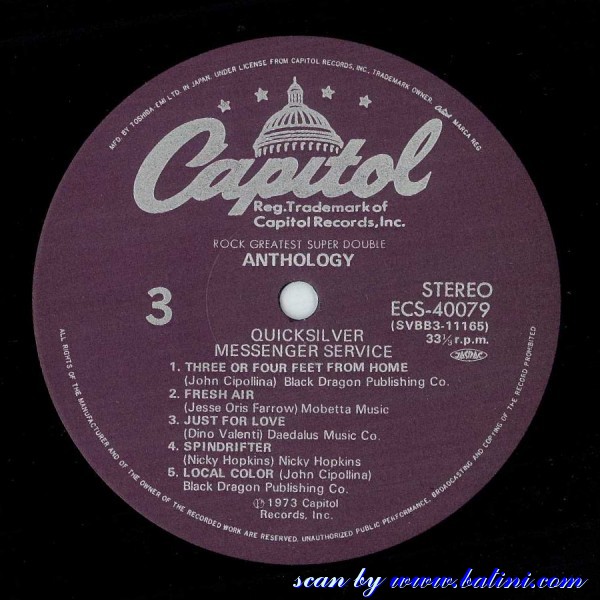 MFD. BY TOSHIBA-EMI LTD. IN JAPAN. UNDER LICENSE FROM CAPITOL RECORDS, INC., TRADEMARK OWNER. Capitol MARCA REG.
Capitol
Reg. Trademark of
Capitol Records, Inc.
ROCK GREATEST SUPER DOUBLE
ANTHOLOGY
3
STEREO
ECS-40079
(SVBB3-11165)
33⅓ r.p.m.
JASRAC
QUICKSILVER
MESSENGER SERVICE
1. THREE OR FOUR FEET FROM HOME
(John Cipollina) Black Dragon Publishing Co.
2. FRESH AIR
(Jesse Oris Farrow) Mobetta Music
3. JUST FOR LOVE
(Dino Valenti) Daedalus Music Co.
4. SPINDRIFTER
(Nicky Hopkins) Nicky Hopkins
5. LOCAL COLOR (John Cipollina)
Black Dragon Publishing Co.
Ⓟ 1973 Capitol
Records, Inc.
ALL RIGHTS OF THE MANUFACTURER AND OF THE OWNER OF THE RECORDED WORK ARE RESERVED. UNAUTHORIZED PUBLIC PERFORMANCE, BROADCASTING AND COPYING OF THE RECORD PROHIBITED
scan by www.batini.com